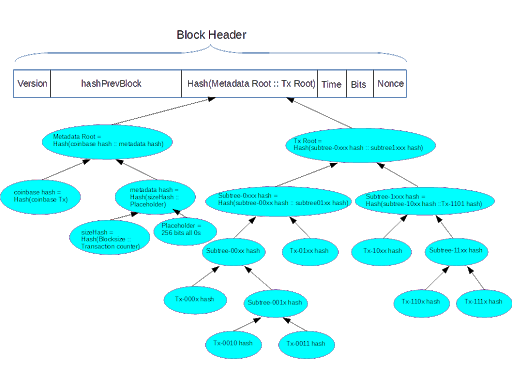 Block Header
Version
hashPrevBlock
Hash(Metadata Root :: Tx Root)
Time
Bits
Nonce
Metadata Root =
Hash(coinbase hash :: metadata hash)
Tx Root =
Hash(subtree-0xxx hash :: subtree1xxx hash)
coinbase hash =
Hash(coinbase Tx)
metadata hash =
Hash(sizeHash ::
Placeholder)
Subtree-0xxx hash =
Hash(subtree-00xx hash :: subtree01xx hash)
Subtree-1xxx hash =
Hash(subtree-10xx hash ::Tx-1101 hash)
sizeHash =
Hash(Blocksize ::
Transaction counter)
Placeholder =
256 bits all 0s
Subtree-00xx hash
Tx-01xx hash
Tx-10xx hash
Subtree-11xx hash
Tx-000x hash
Subtree-001x hash
Tx-110x hash
Tx-111x hash
Tx-0010 hash
Tx-0011 hash